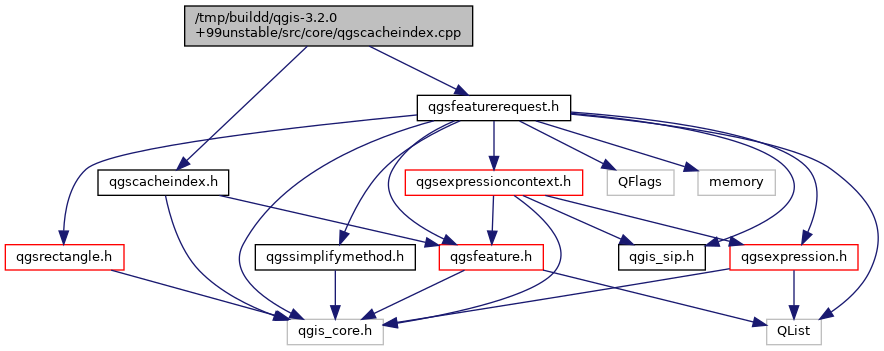 /tmp/buildd/qgis-3.2.0
+99unstable/src/core/qgscacheindex.cpp
qgsfeaturerequest.h
qgscacheindex.h
qgsexpressioncontext.h
QFlags
memory
qgsrectangle.h
qgssimplifymethod.h
qgsfeature.h
qgis_sip.h
qgsexpression.h
qgis_core.h
QList